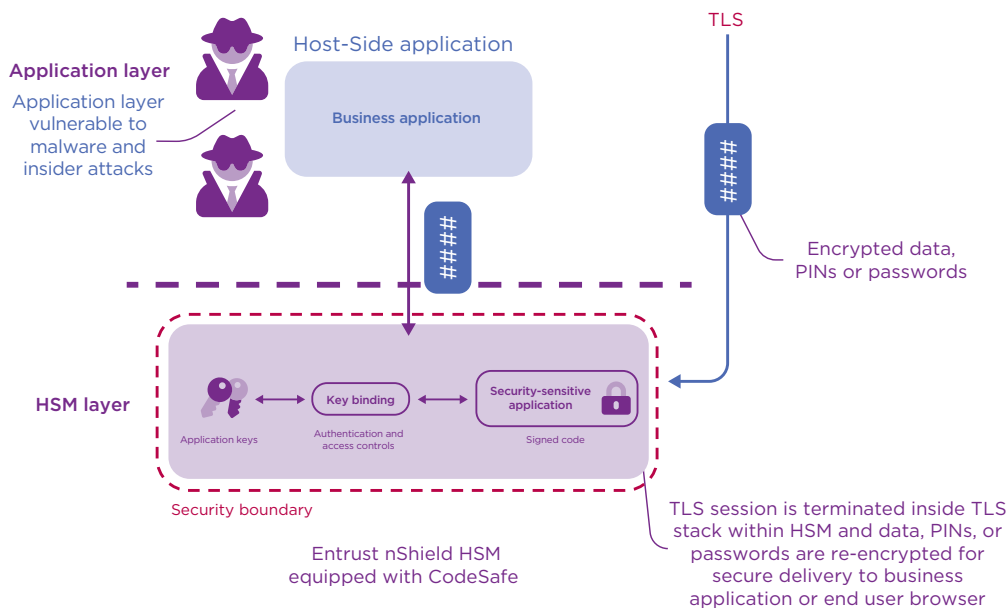 TLS
Host-Side application
Application layer
Application layer
vulnerable to
malware and
insider attacks
Business application
####
####
Encrypted data,
PINs or passwords
HSM layer
Application keys
Key binding
Authentication and
access controls
Security-sensitive
application
Signed code
Security boundary
Entrust nShield HSM
equipped with CodeSafe
TLS session is terminated inside TLS
stack within HSM and data, PINs, or
passwords are re-encrypted for
secure delivery to business
application or end user browser